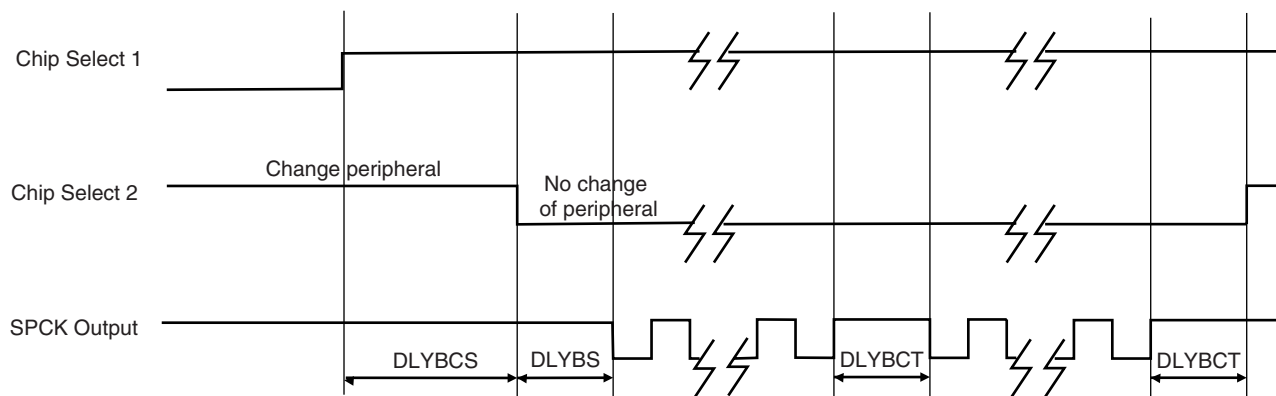 Chip Select 1
Change peripheral
Chip Select 2
No change
of peripheral
SPCK Output
DLYBCS
DLYBS
DLYBCT
DLYBCT